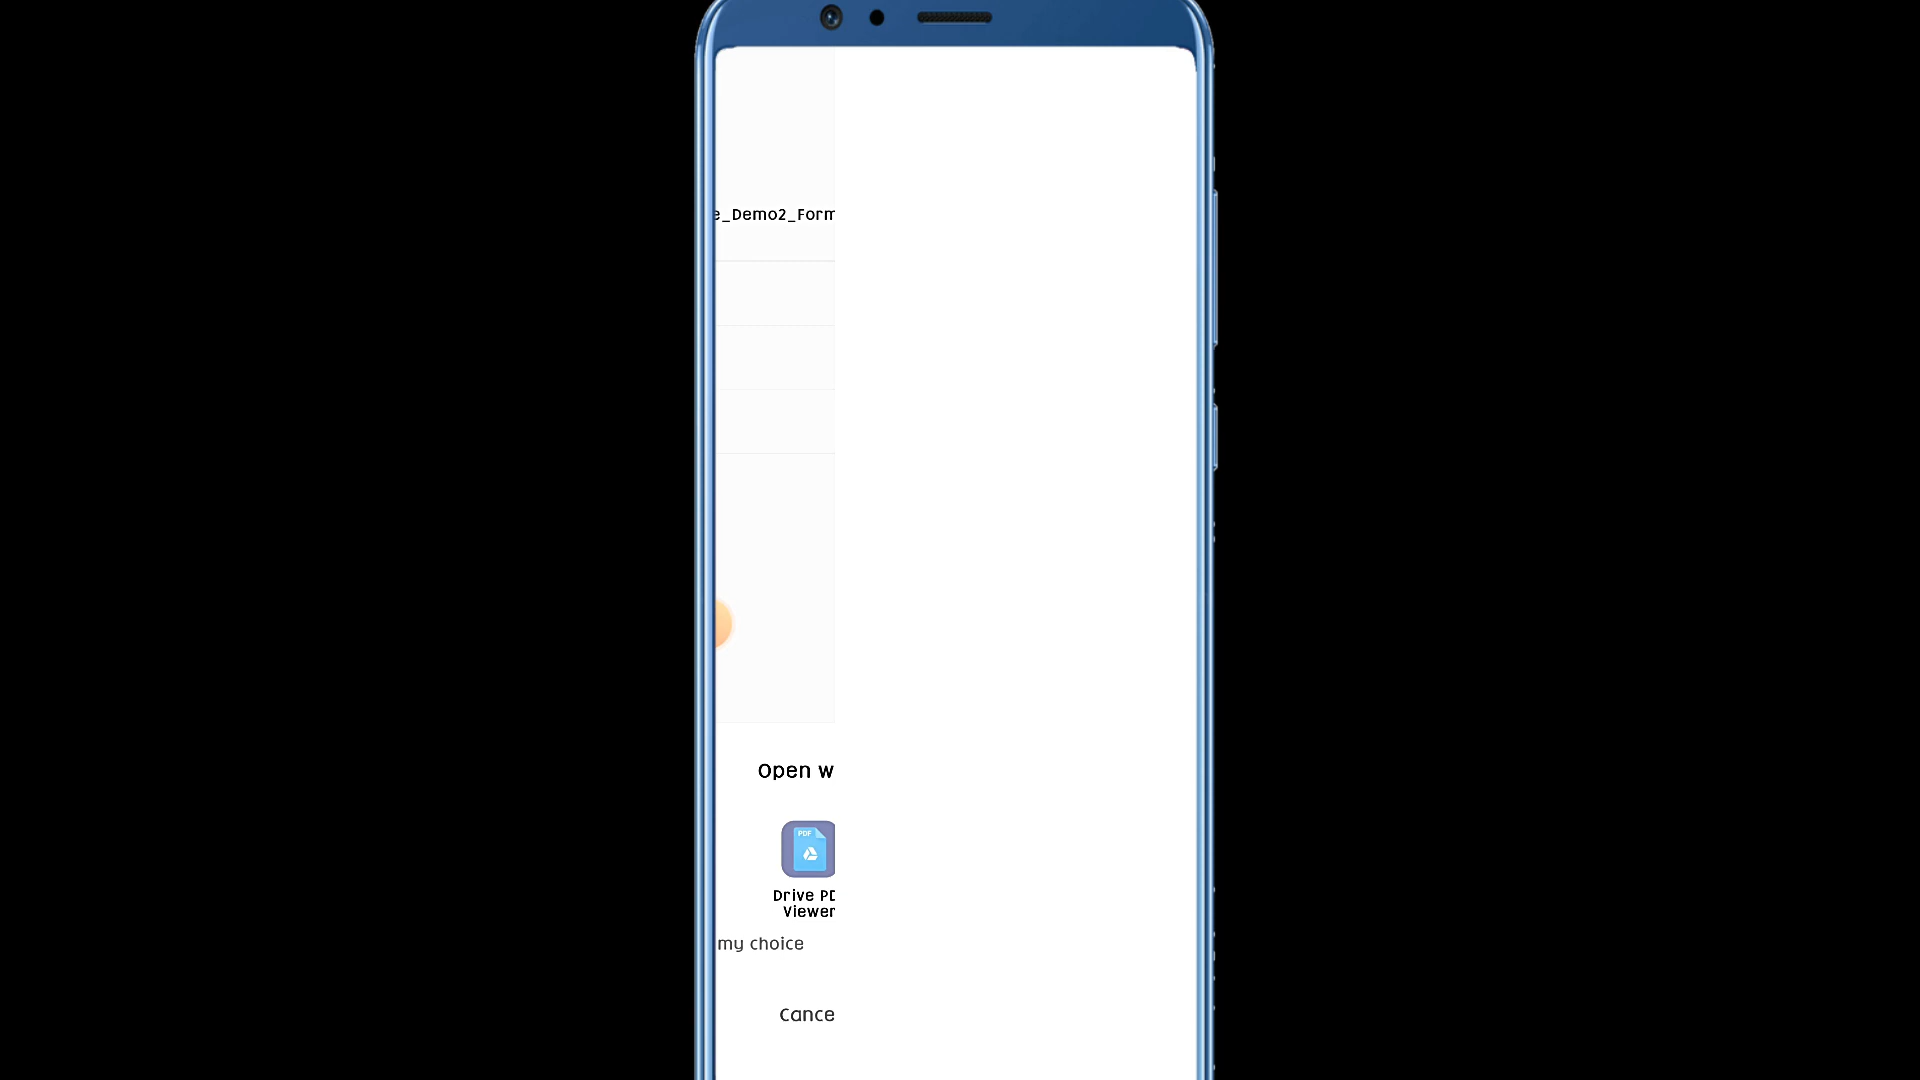 e_Demo2_Form
Open w
PDF
Drive PD
Viewer
my choice
Cance